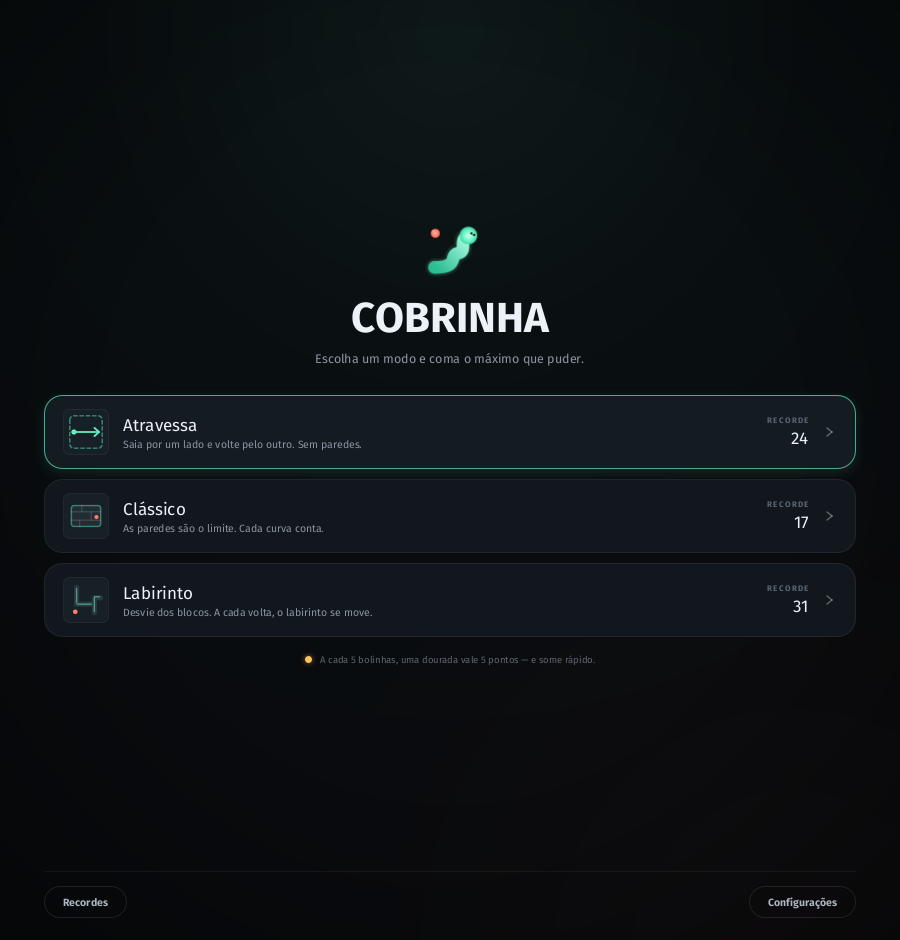 COBRINHA
Escolha um modo e coma o máximo que puder.
Atravessa
Saia por um lado e volte pelo outro. Sem paredes.
RECORDE
24
Clássico
As paredes são o limite. Cada curva conta.
RECORDE
17
Labirinto
Desvie dos blocos. A cada volta, o labirinto se move.
RECORDE
31
A cada 5 bolinhas, uma dourada vale 5 pontos — e some rápido.
Recordes
Configurações